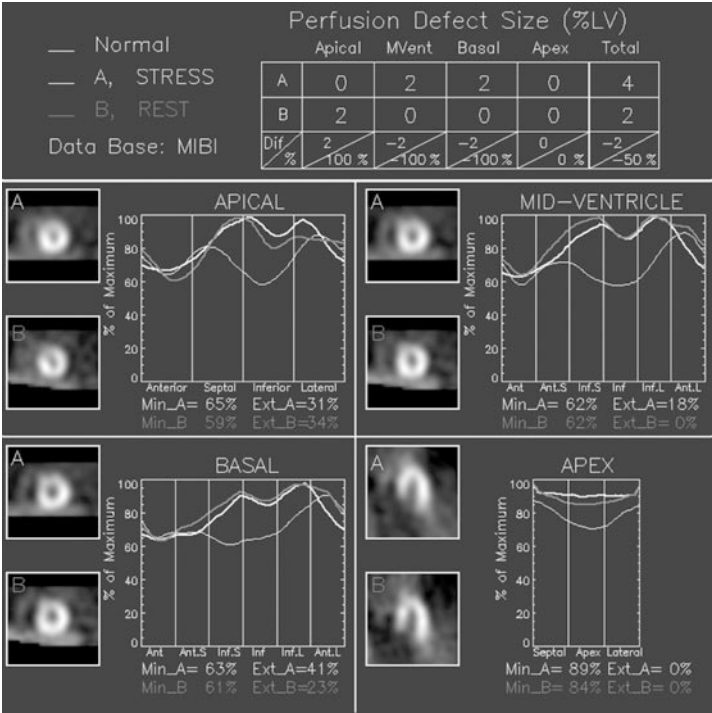 Perfusion Defect Size (%LV)
Normal
A, STRESS
B, REST
Data Base: MIBI
Apical MVent Basal Apex Total
A 0 2 2 0 4
B 2 0 0 0 2
Dif/% 2/100 % -2/-100 % -2/-100 % 0/0 % -2/-50 %
A
B
APICAL
% of Maximum
100
80
60
40
20
0
Anterior Septal Inferior Lateral
Min_A= 65% Ext_A=31%
Min_B 59% Ext_B=34%
A
B
MID-VENTRICLE
% of Maximum
100
80
60
40
20
0
Ant Ant.S Inf.S Inf Inf.L Ant.L
Min_A= 62% Ext_A=18%
Min_B 62% Ext_B= 0%
A
B
BASAL
% of Maximum
100
80
60
40
20
0
Ant Ant.S Inf.S Inf Inf.L Ant.L
Min_A= 63% Ext_A=41%
Min_B 61% Ext_B=23%
A
B
APEX
% of Maximum
100
80
60
40
20
0
Septal Apex Lateral
Min_A= 89% Ext_A= 0%
Min_B= 84% Ext_B= 0%